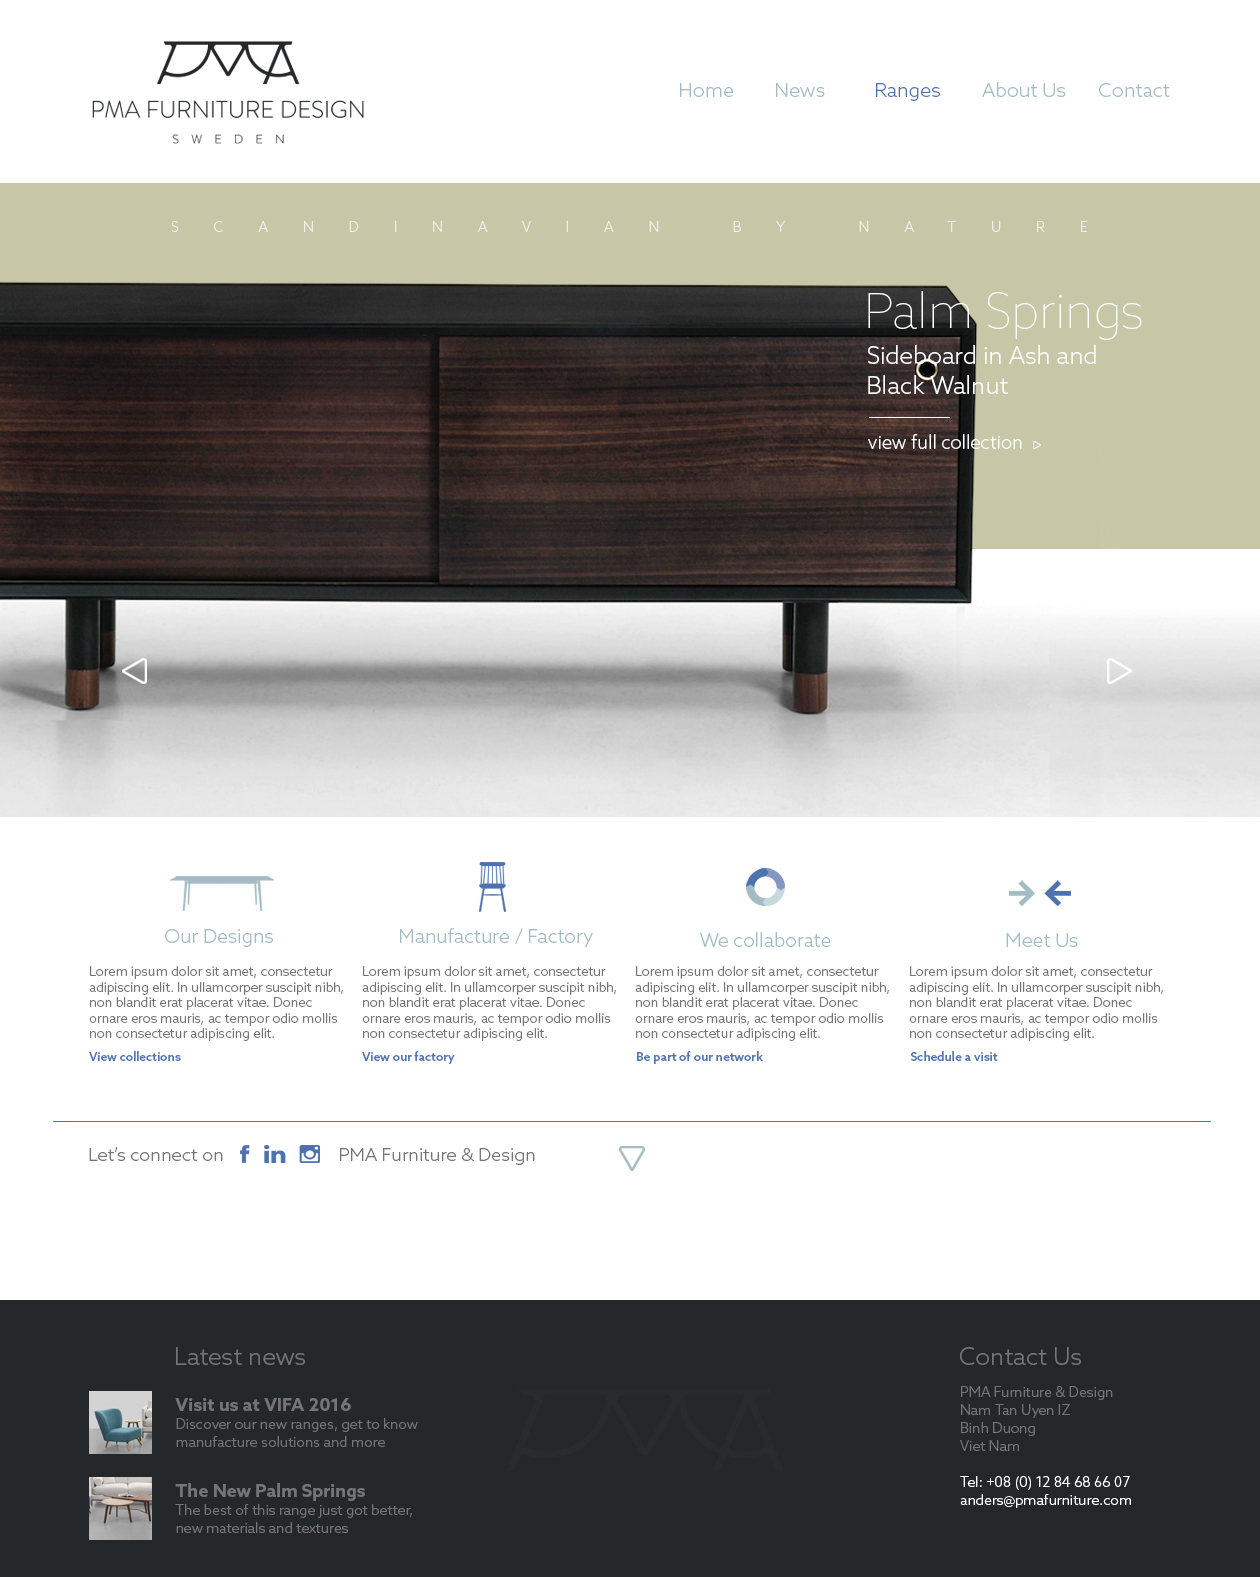 PMA
PMA FURNITURE DESIGN
SWEDEN
Home News Ranges About Us Contact
SCANDINAVIAN BY NATURE
Palm Springs
Sideboard in Ash and
Black Walnut
view full collection
Our Designs
Lorem ipsum dolor sit amet, consectetur
adipiscing elit. In ullamcorper suscipit nibh,
non blandit erat placerat vitae. Donec
ornare eros mauris, ac tempor odio mollis
non consectetur adipiscing elit.
View collections
Manufacture / Factory
Lorem ipsum dolor sit amet, consectetur
adipiscing elit. In ullamcorper suscipit nibh,
non blandit erat placerat vitae. Donec
ornare eros mauris, ac tempor odio mollis
non consectetur adipiscing elit.
View our factory
We collaborate
Lorem ipsum dolor sit amet, consectetur
adipiscing elit. In ullamcorper suscipit nibh,
non blandit erat placerat vitae. Donec
ornare eros mauris, ac tempor odio mollis
non consectetur adipiscing elit.
Be part of our network
Meet Us
Lorem ipsum dolor sit amet, consectetur
adipiscing elit. In ullamcorper suscipit nibh,
non blandit erat placerat vitae. Donec
ornare eros mauris, ac tempor odio mollis
non consectetur adipiscing elit.
Schedule a visit
Let's connect on f in PMA Furniture & Design
Latest news
Visit us at VIFA 2016
Discover our new ranges, get to know
manufacture solutions and more
The New Palm Springs
The best of this range just got better,
new materials and textures
PMA
Contact Us
PMA Furniture & Design
Nam Tan Uyen IZ
Binh Duong
Viet Nam
Tel: +08 (0) 12 84 68 66 07
anders@pmafurniture.com